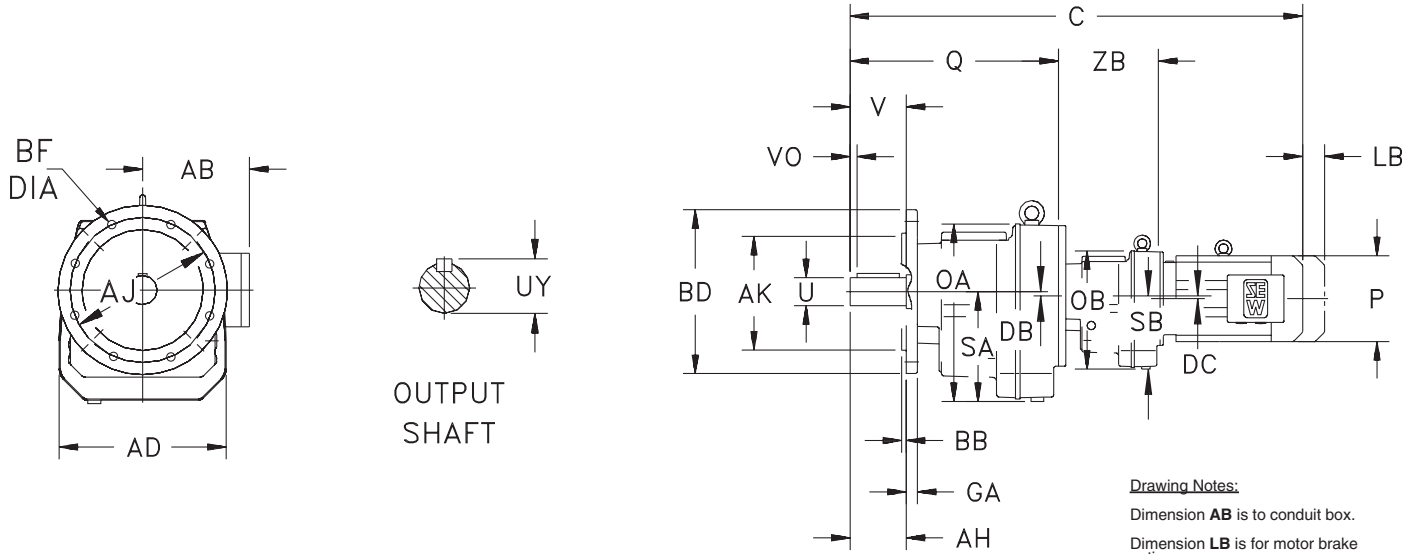 C
Q
ZB
V
BF
DIA
AB
VO
LB
AJ
UY
BD
AK
U
OA
DB
SA
OB
SB
P
DC
SEW
OUTPUT
SHAFT
AD
BB
GA
AH
Drawing Notes:
Dimension AB is to conduit box.
Dimension LB is for motor brake